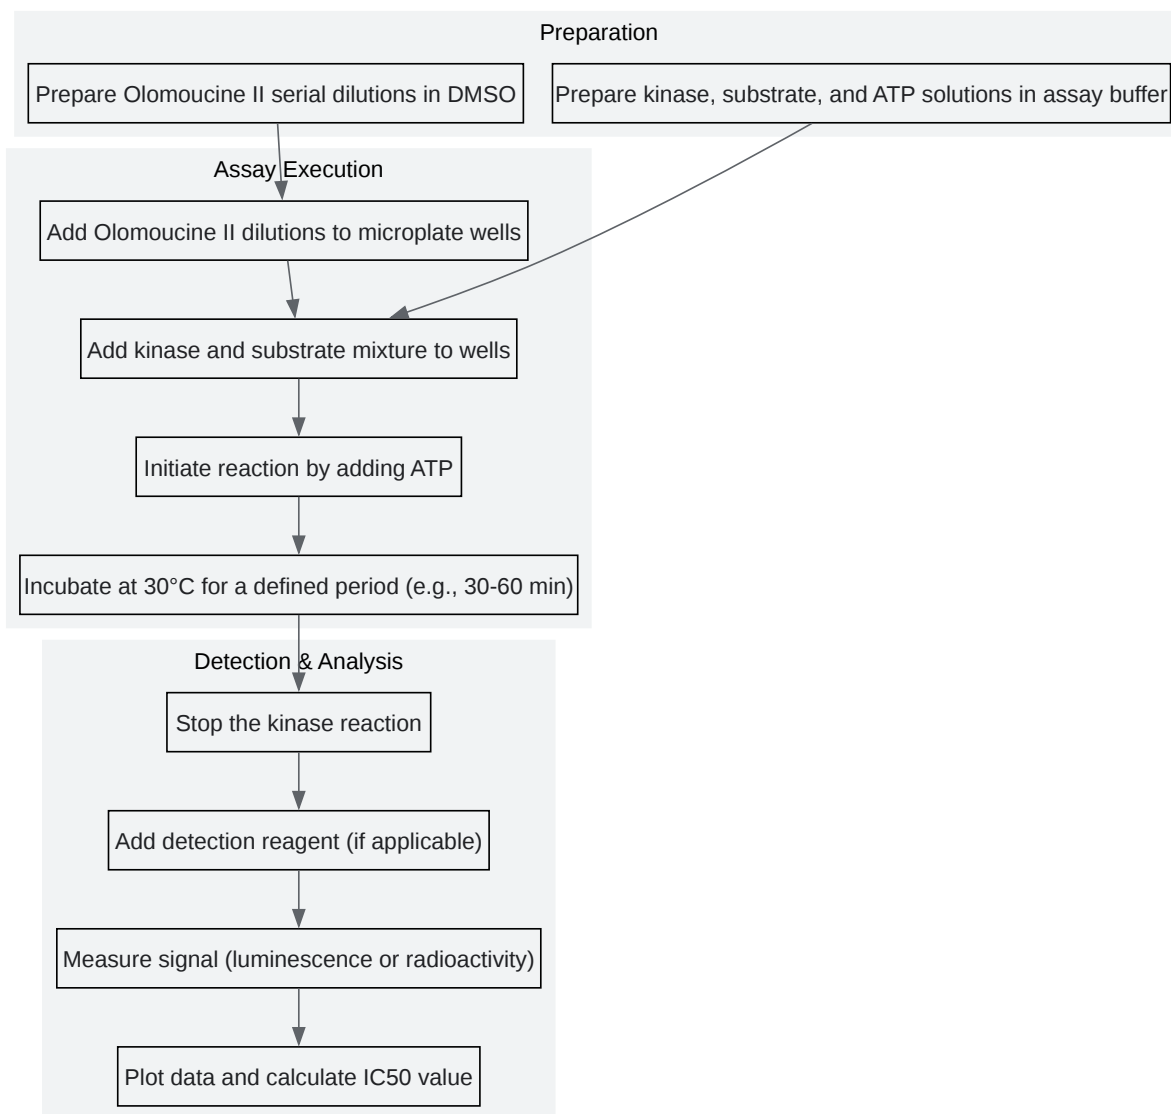 Preparation
Prepare Olomoucine II serial dilutions in DMSO
Prepare kinase, substrate, and ATP solutions in assay buffer
Assay Execution
Add Olomoucine II dilutions to microplate wells
Add kinase and substrate mixture to wells
Initiate reaction by adding ATP
Incubate at 30°C for a defined period (e.g., 30-60 min)
Detection & Analysis
Stop the kinase reaction
Add detection reagent (if applicable)
Measure signal (luminescence or radioactivity)
Plot data and calculate IC50 value